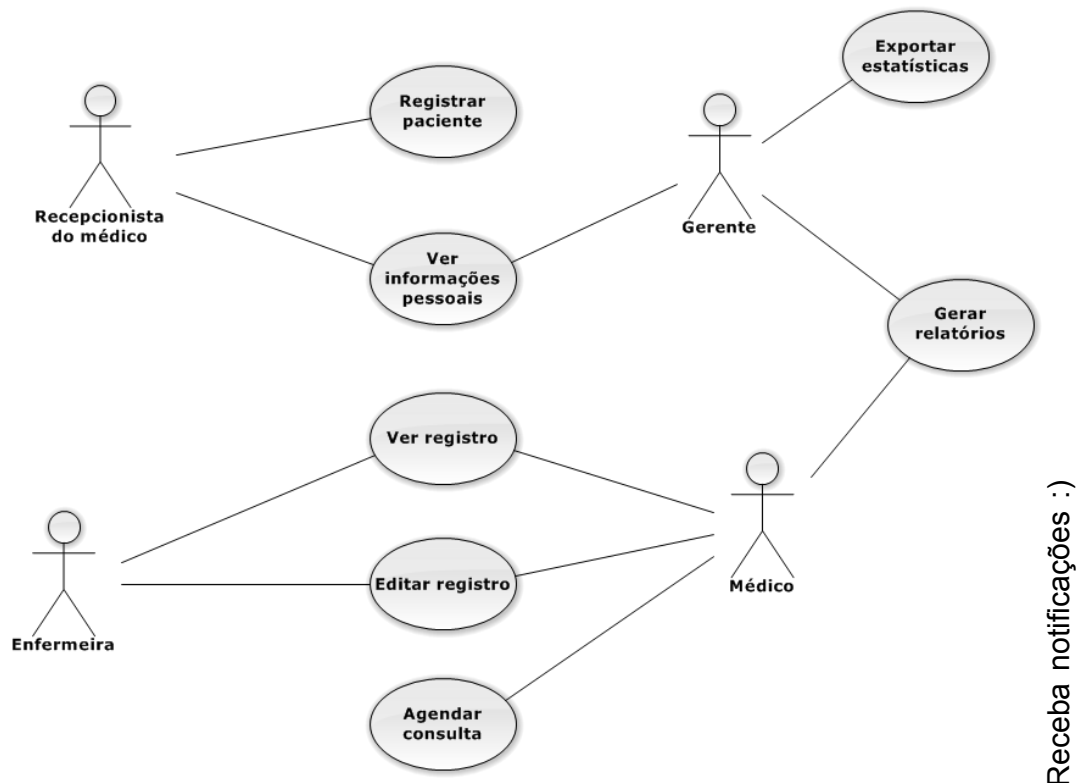 Exportar
estatísticas
Registrar
paciente
Recepcionista
do médico
Gerente
Ver
informações
pessoais
Gerar
relatórios
Ver registro
Médico
Editar registro
Enfermeira
Agendar
consulta
Receba notificações :)